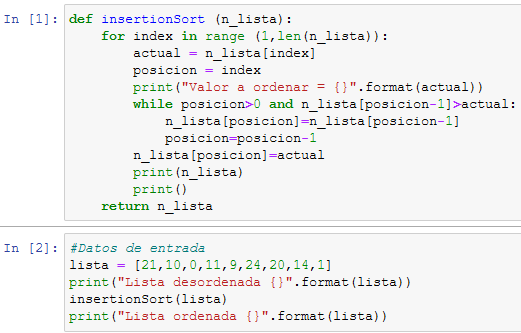 In [1]: def insertionSort (n_lista):
    for index in range (1,len(n_lista)):
        actual = n_lista[index]
        posicion = index
        print("Valor a ordenar = {}".format(actual))
        while posicion>0 and n_lista[posicion-1]>actual:
            n_lista[posicion]=n_lista[posicion-1]
            posicion=posicion-1
        n_lista[posicion]=actual
        print(n_lista)
        print()
    return n_lista
In [2]: #Datos de entrada
lista = [21,10,0,11,9,24,20,14,1]
print("Lista desordenada {}".format(lista))
insertionSort(lista)
print("Lista ordenada {}".format(lista))